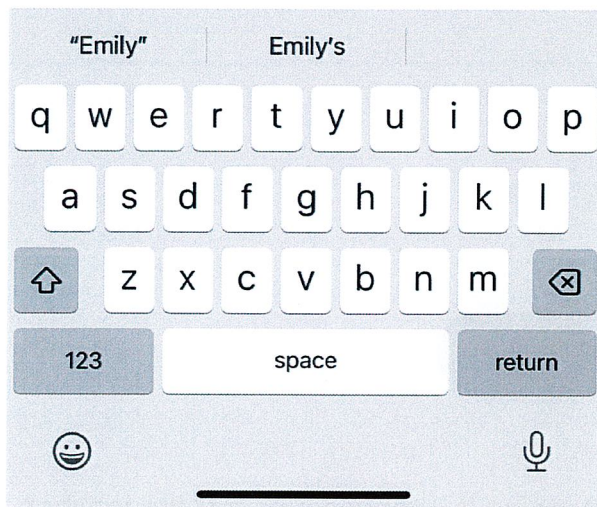 “Emily” Emily's
q w e r t y u i o p
a s d f g h j k l
z x c v b n m
123 space return